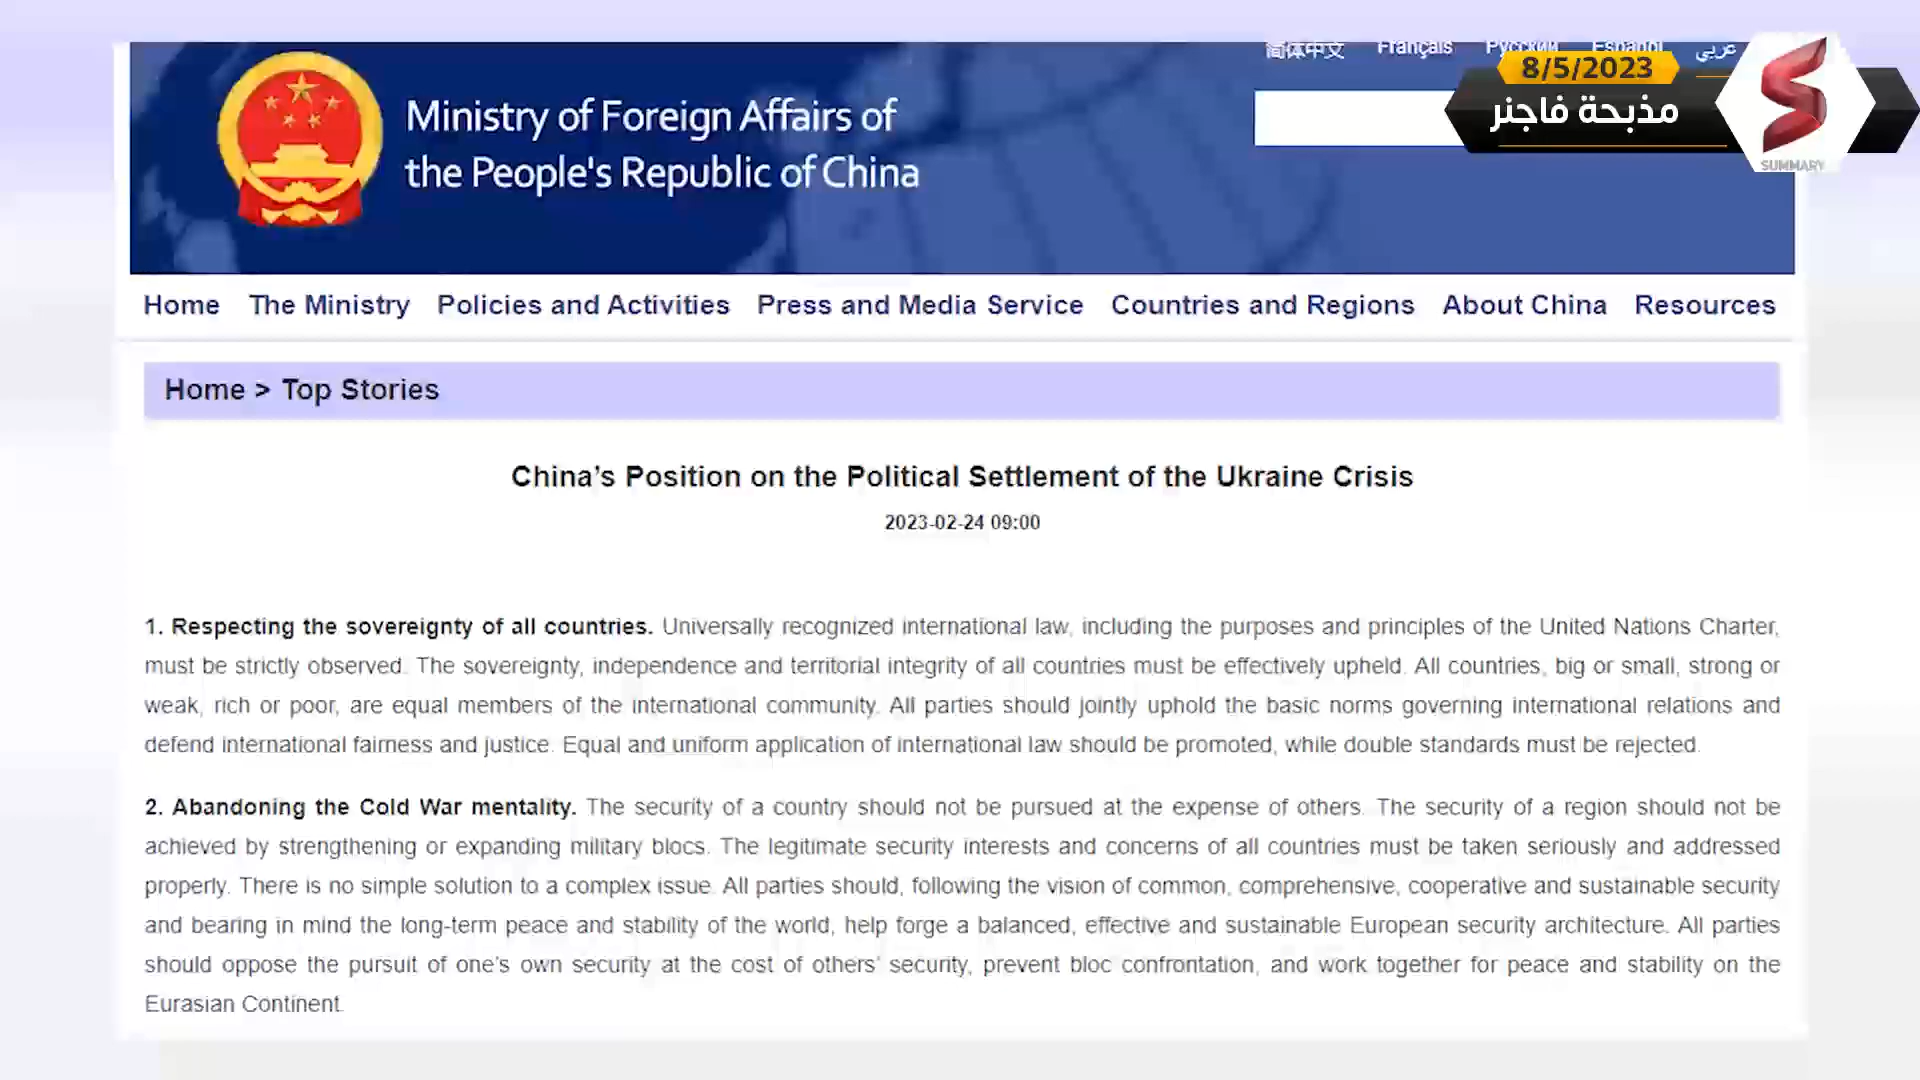 简体中文 Français Русский Español عربي
8/5/2023
مذبحة فاجنر
SUMMARY
Ministry of Foreign Affairs of
the People's Republic of China
Home The Ministry Policies and Activities Press and Media Service Countries and Regions About China Resources
Home > Top Stories
China’s Position on the Political Settlement of the Ukraine Crisis
2023-02-24 09:00
1. Respecting the sovereignty of all countries. Universally recognized international law, including the purposes and principles of the United Nations Charter,
must be strictly observed. The sovereignty, independence and territorial integrity of all countries must be effectively upheld. All countries, big or small, strong or
weak, rich or poor, are equal members of the international community. All parties should jointly uphold the basic norms governing international relations and
defend international fairness and justice. Equal and uniform application of international law should be promoted, while double standards must be rejected.
2. Abandoning the Cold War mentality. The security of a country should not be pursued at the expense of others. The security of a region should not be
achieved by strengthening or expanding military blocs. The legitimate security interests and concerns of all countries must be taken seriously and addressed
properly. There is no simple solution to a complex issue. All parties should, following the vision of common, comprehensive, cooperative and sustainable security
and bearing in mind the long-term peace and stability of the world, help forge a balanced, effective and sustainable European security architecture. All parties
should oppose the pursuit of one’s own security at the cost of others’ security, prevent bloc confrontation, and work together for peace and stability on the
Eurasian Continent.